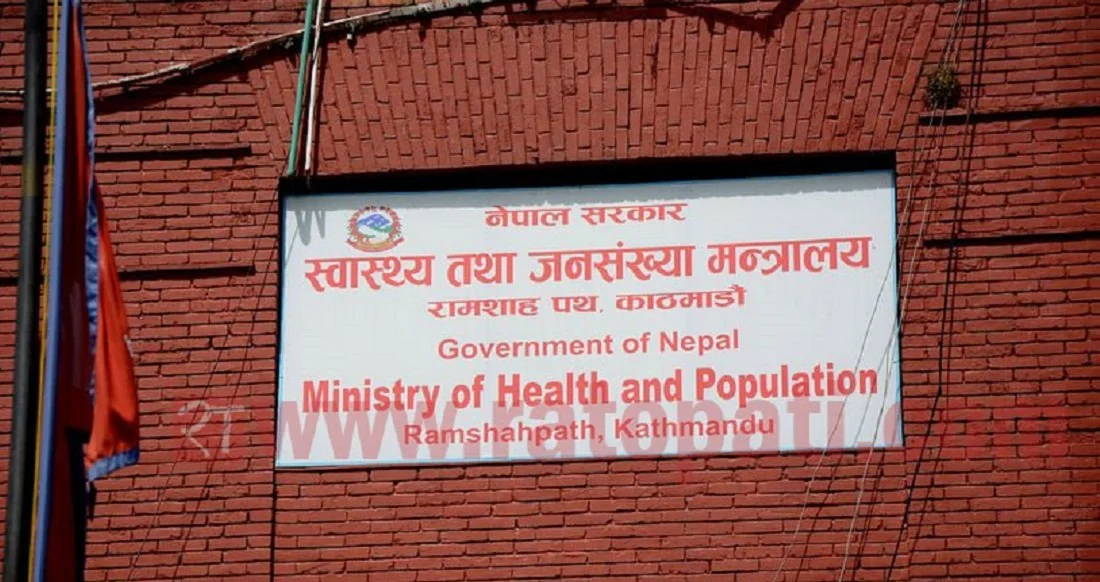 नेपाल सरकार
स्वास्थ्य तथा जनसंख्या मन्त्रालय
रामशाह पथ, काठमाडौं
Government of Nepal
Ministry of Health and Population
Ramshahpath, Kathmandu
RT www.ratopati.com